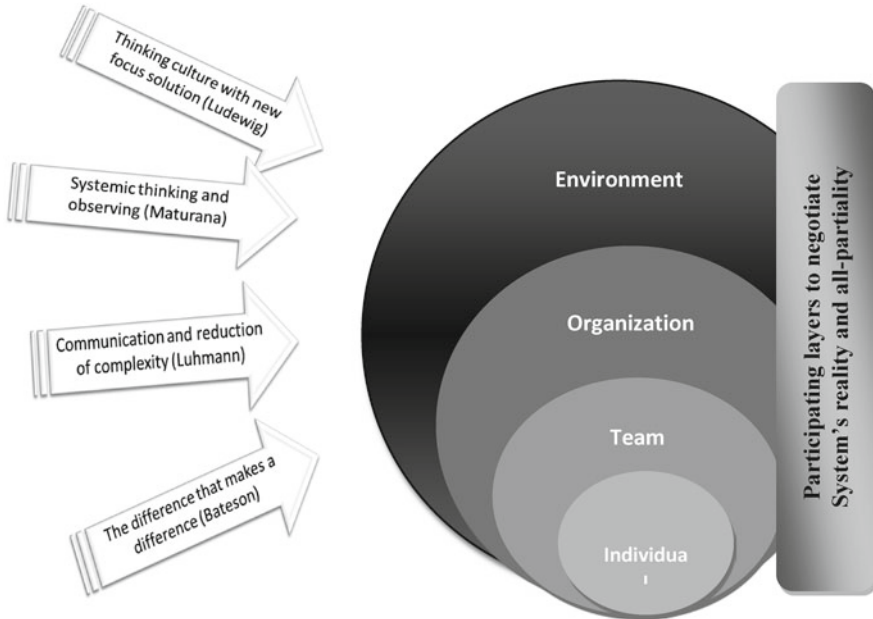 Thinking culture with new
focus solution (Ludewig)
Systemic thinking and
observing (Maturana)
Communication and reduction
of complexity (Luhmann)
The difference that makes a
difference (Bateson)
Environment
Organization
Team
Individua
l
Participating layers to negotiate
System’s reality and all-partiality